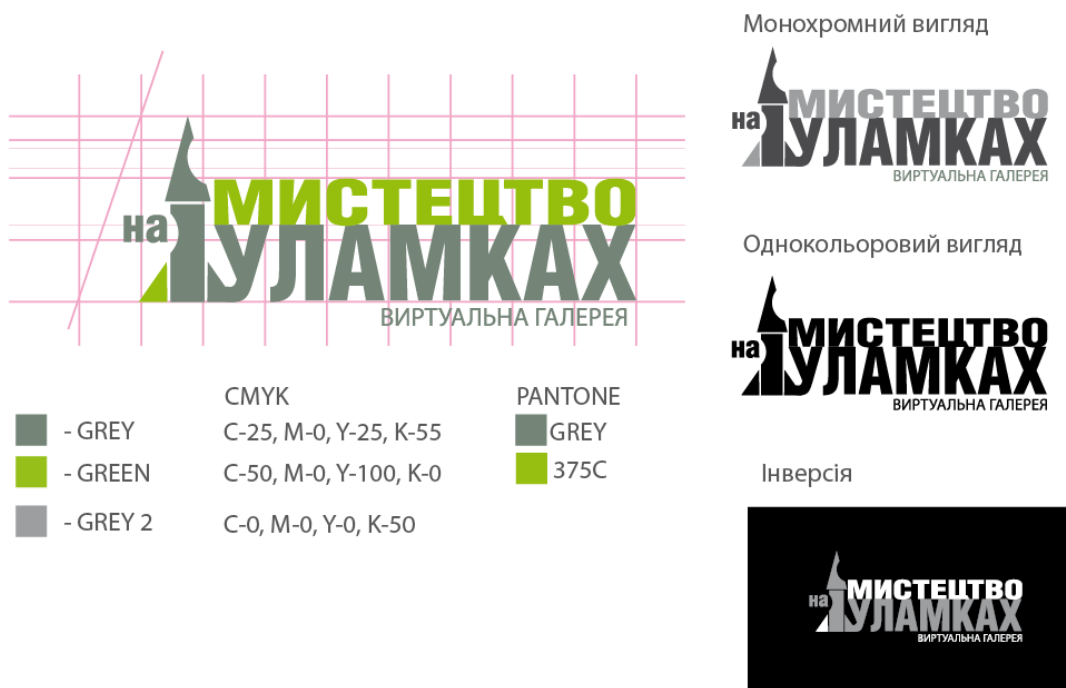 МИСТЕЦТВО
на УЛАМКАХ
ВИРТУАЛЬНА ГАЛЕРЕЯ
CMYK PANTONE
- GREY C-25, M-0, Y-25, K-55 GREY
- GREEN C-50, M-0, Y-100, K-0 375C
- GREY 2 C-0, M-0, Y-0, K-50
Монохромний вигляд
МИСТЕЦТВО
на УЛАМКАХ
ВИРТУАЛЬНА ГАЛЕРЕЯ
Однокольоровий вигляд
МИСТЕЦТВО
на УЛАМКАХ
ВИРТУАЛЬНА ГАЛЕРЕЯ
Інверсія
МИСТЕЦТВО
на УЛАМКАХ
ВИРТУАЛЬНА ГАЛЕРЕЯ